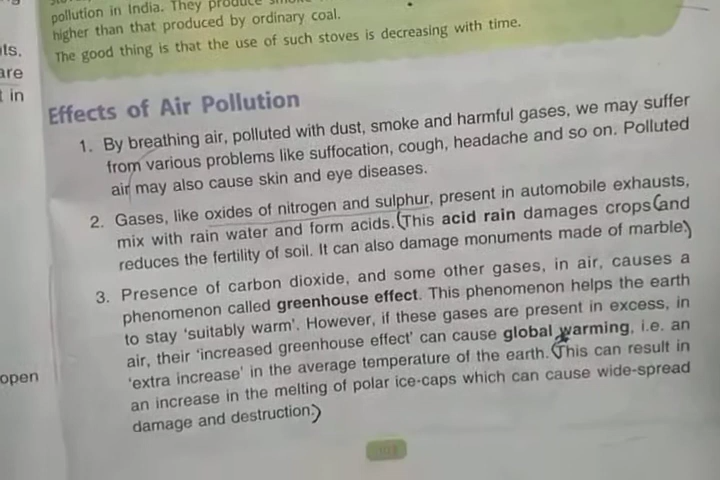 pollution in India. They produce
higher than that produced by ordinary coal.
The good thing is that the use of such stoves is decreasing with time.
are
in
open
Effects of Air Pollution
1. By breathing air, polluted with dust, smoke and harmful gases, we may suffer
from various problems like suffocation, cough, headache and so on. Polluted
air may also cause skin and eye diseases.
2. Gases, like oxides of nitrogen and sulphur, present in automobile exhausts,
mix with rain water and form acids. (This acid rain damages crops (and
reduces the fertility of soil. It can also damage monuments made of marble)
3. Presence of carbon dioxide, and some other gases, in air, causes a
phenomenon called greenhouse effect. This phenomenon helps the earth
to stay 'suitably warm'. However, if these gases are present in excess, in
air, their 'increased greenhouse effect' can cause global warming, i.e. an
'extra increase' in the average temperature of the earth. (This can result in
an increase in the melting of polar ice-caps which can cause wide-spread
damage and destruction.)